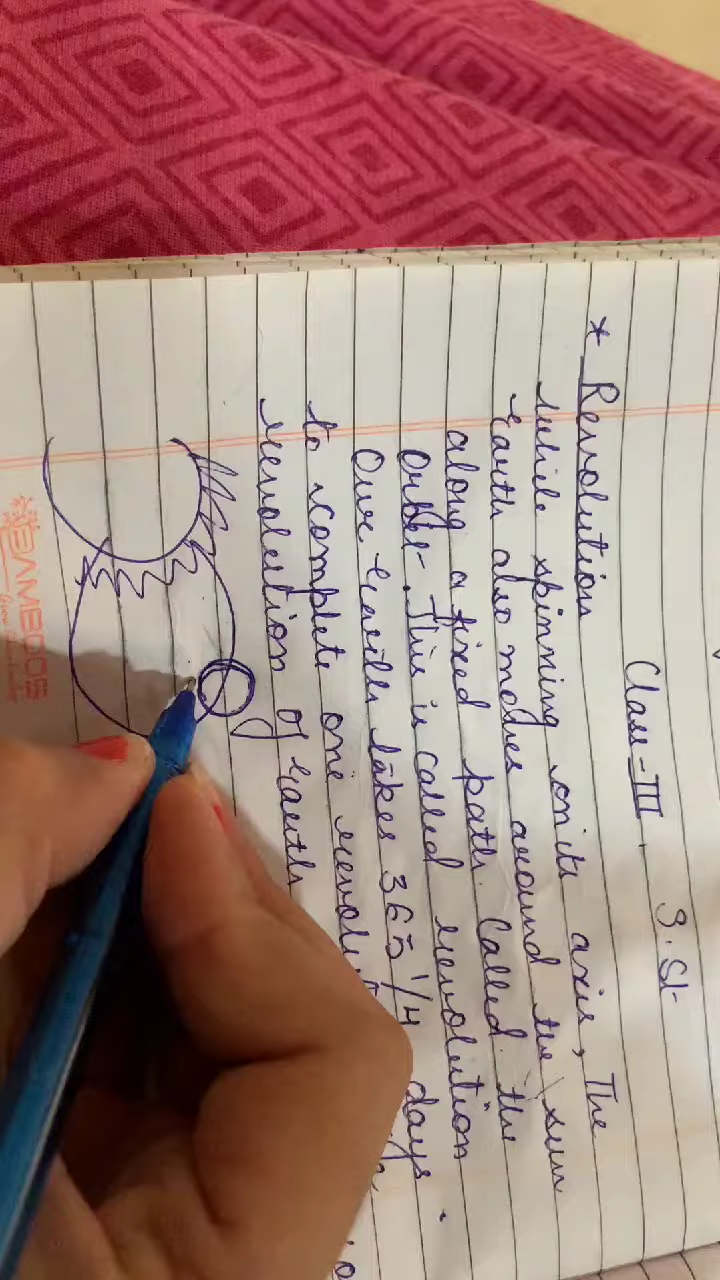 Class-III. S.St
* Revolution
while spinning on its axis, The
earth also moves around the sun
along a fixed path. Called the
Orbit. This is called revolution
Our earth takes 365 1/4 days.
to complete one
revolution of earth